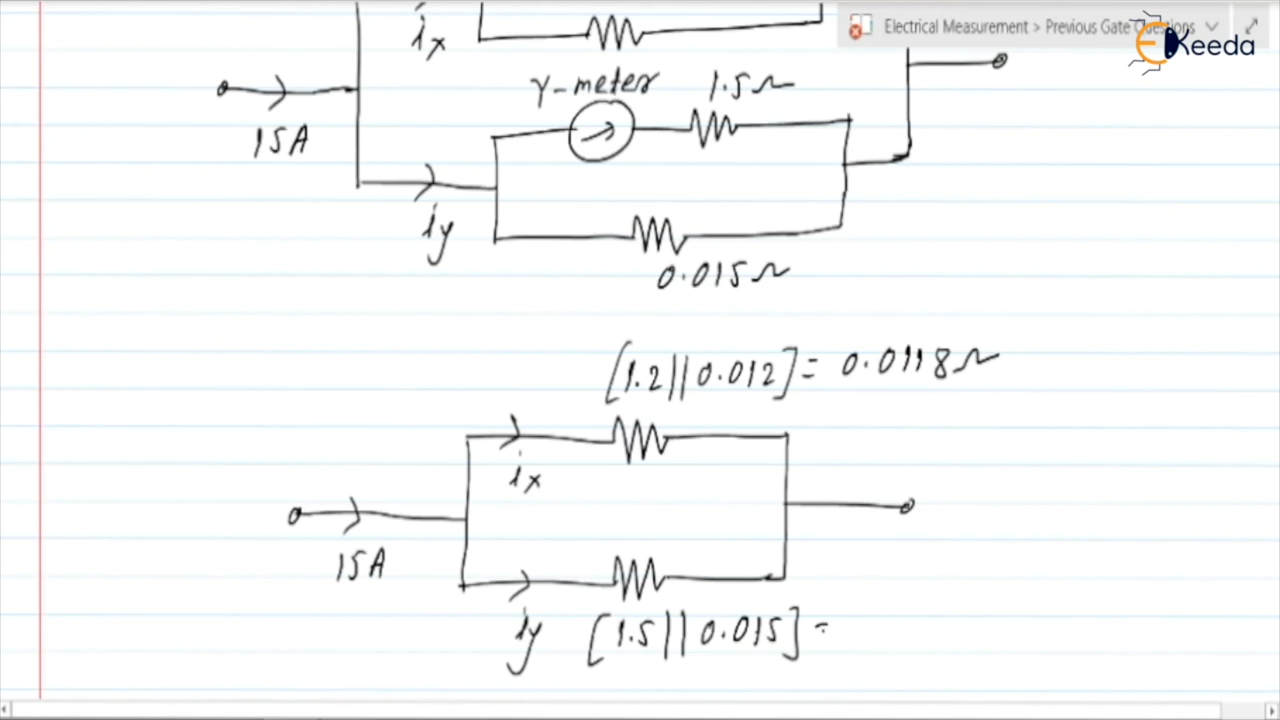 Electrical Measurement > Previous Gate Questions
EKeeda
ix
Y-meter 1.5Ω
15A
iy
0.015Ω
[1.2||0.012] = 0.0118Ω
ix
15A
iy [1.5||0.015] =